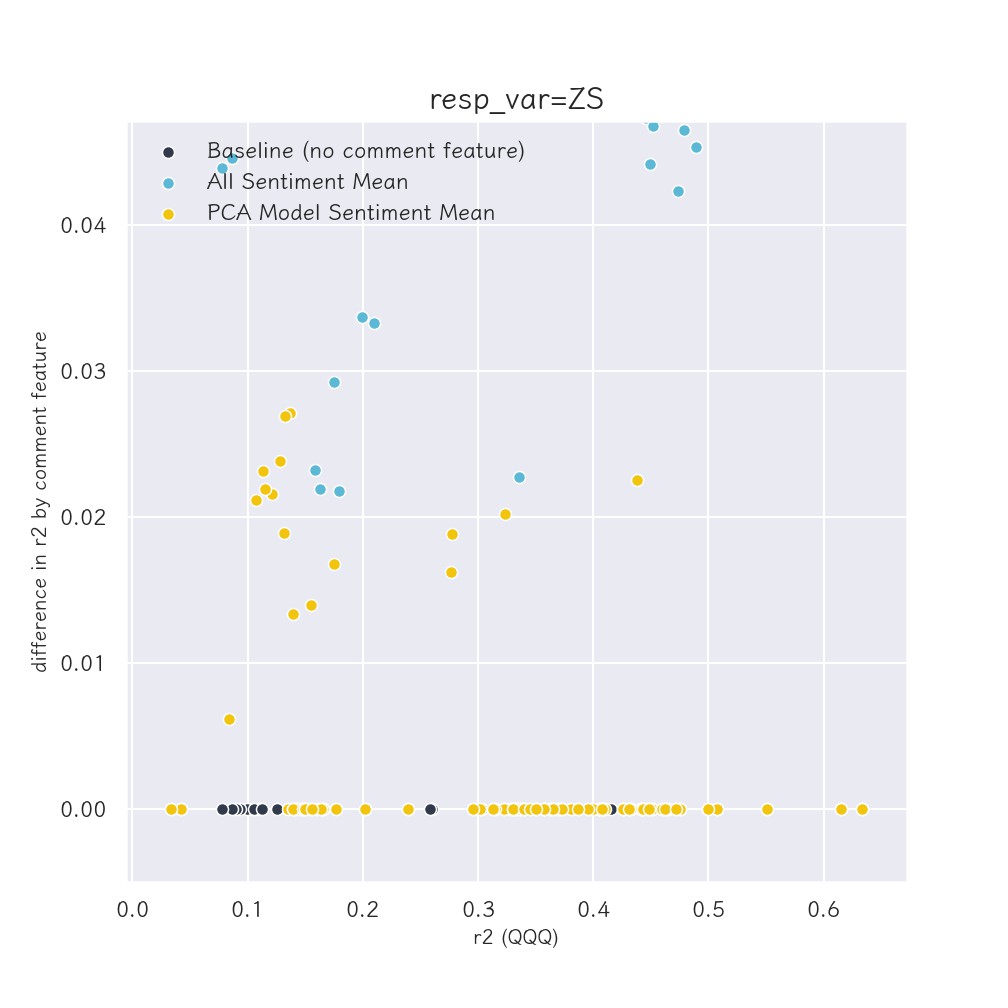 resp_var=ZS
Baseline (no comment feature)
All Sentiment Mean
PCA Model Sentiment Mean
difference in r2 by comment feature
0.04
0.03
0.02
0.01
0.00
0.0 0.1 0.2 0.3 0.4 0.5 0.6
r2 (QQQ)